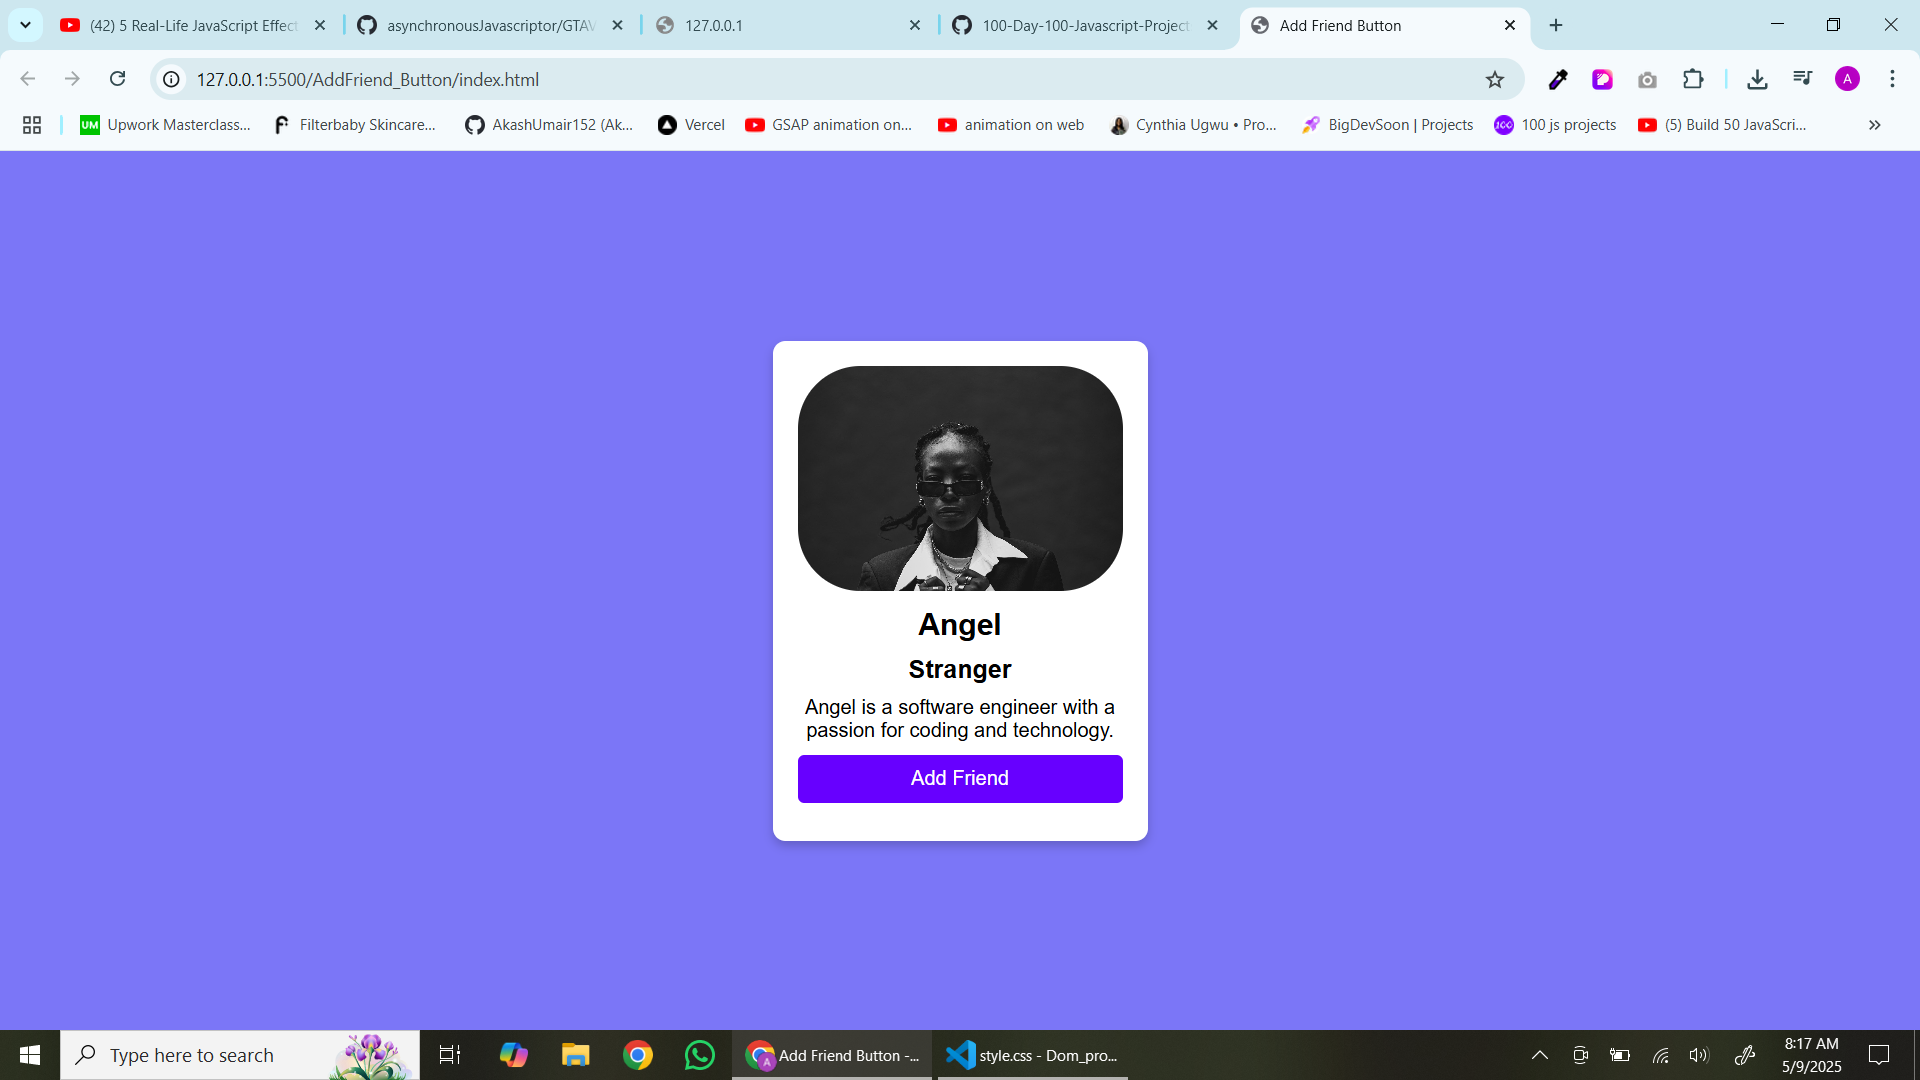 (42) 5 Real-Life JavaScript Effect
asynchronousJavascriptor/GTAV
127.0.0.1
100-Day-100-Javascript-Project
Add Friend Button
127.0.0.1:5500/AddFriend_Button/index.html
A
UM
Upwork Masterclass...
Filterbaby Skincare...
AkashUmair152 (Ak...
Vercel
GSAP animation on...
animation on web
Cynthia Ugwu • Pro...
BigDevSoon | Projects
100
100 js projects
(5) Build 50 JavaScri...
Angel
Stranger
Angel is a software engineer with a
passion for coding and technology.
Add Friend
Type here to search
A
Add Friend Button -...
style.css - Dom_pro...
8:17 AM
5/9/2025